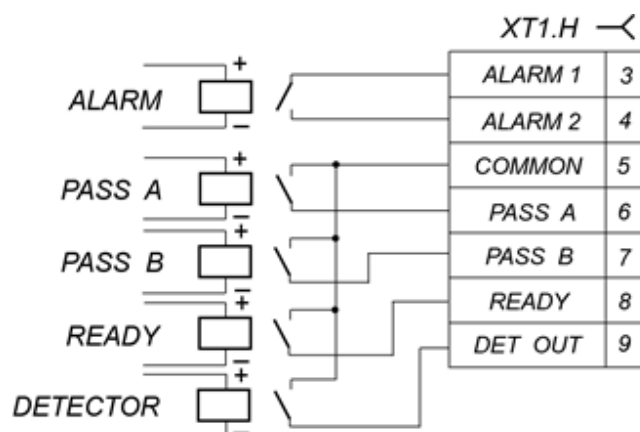 XT1.H
ALARM
+
−
ALARM 1 3
ALARM 2 4
PASS A
+
−
COMMON 5
PASS A 6
PASS B
+
−
PASS B 7
READY
+
−
READY 8
DETECTOR
+
−
DET OUT 9